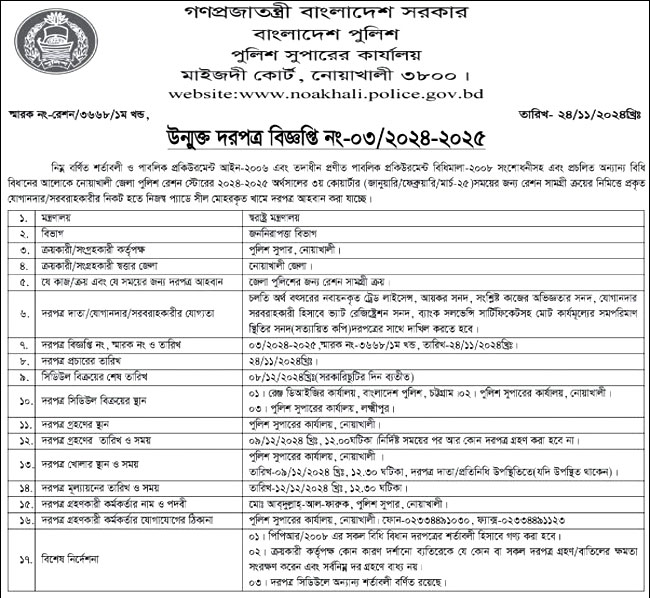 গণপ্রজাতন্ত্রী বাংলাদেশ সরকার
বাংলাদেশ পুলিশ
পুলিশ সুপারের কার্যালয়
মাইজদী কোর্ট, নোয়াখালী ৩৮০০।
website:www.noakhali.police.gov.bd
স্মারক নং-রেশন/৩৬৬৮/১ম খন্ড, তারিখ- ২৪/১১/২০২৪খ্রিঃ
উন্মুক্ত দরপত্র বিজ্ঞপ্তি নং-০৩/২০২৪-২০২৫
নিম্ন বর্ণিত শর্তাবলী ও পাবলিক প্রকিউরমেন্ট আইন-২০০৬ এবং তদাধীন প্রণীত পাবলিক প্রকিউরমেন্ট বিধিমালা-২০০৮ সংশোধনীসহ এবং প্রচলিত অন্যান্য বিধি
বিধানের আলোকে নোয়াখালী জেলা পুলিশ রেশন স্টোরের ২০২৪-২০২৫ অর্থসালের ৩য় কোয়ার্টার (জানুয়ারি/ফেব্রুয়ারি/মার্চ-২৫)সময়ের জন্য রেশন সামগ্রী ক্রয়ের নিমিত্তে প্রকৃত
যোগানদার/সরবরাহকারীর নিকট হতে নিজস্ব প্যাডে সীল মোহরকৃত খামে দরপত্র আহবান করা যাচ্ছে।
১. মন্ত্রণালয় স্বরাষ্ট্র মন্ত্রণালয়
২. বিভাগ জননিরাপত্তা বিভাগ
৩. ক্রয়কারী/সংগ্রহকারী কর্তৃপক্ষ পুলিশ সুপার, নোয়াখালী।
৪. ক্রয়কারী/সংগ্রহকারী স্বত্তার জেলা নোয়াখালী জেলা।
৫. যে কাজ/ক্রয় এবং যে সময়ের জন্য দরপত্র আহবান জেলা পুলিশের জন্য রেশন সামগ্রী ক্রয়।
৬. দরপত্র দাতা/যোগানদার/সরবরাহকারীর যোগ্যতা চলতি অর্থ বৎসরের নবায়নকৃত ট্রেড লাইসেন্স, আয়কর সনদ, সংশ্লিষ্ট কাজের অভিজ্ঞতার সনদ, যোগানদার
সরবরাহকারী হিসাবে ভ্যাট রেজিষ্ট্রেশন সনদ, ব্যাংক সলভেন্সি সার্টিফিকেটসহ মোট কার্যমূল্যের সমপরিমাণ
স্থিতির সনদ(সত্যায়িত কপি)দরপত্রের সাথে দাখিল করতে হবে।
৭. দরপত্র বিজ্ঞপ্তি নং, স্মারক নং ও তারিখ ০৩/২০২৪-২০২৫,স্মারক নং-৩৬৬৮/১ম খন্ড, তারিখ-২৪/১১/২০২৪খ্রিঃ।
৮. দরপত্র প্রচারের তারিখ ২৪/১১/২০২৪খ্রিঃ।
৯. সিডিউল বিক্রয়ের শেষ তারিখ ০৮/১২/২০২৪খ্রিঃ(সরকারিছুটির দিন ব্যতীত)
১০. দরপত্র সিডিউল বিক্রয়ের স্থান ০১। রেঞ্জ ডিআইজির কার্যালয়, বাংলাদেশ পুলিশ, চট্টগ্রাম।০২। পুলিশ সুপারের কার্যালয়, নোয়াখালী।
০৩। পুলিশ সুপারের কার্যালয়, লক্ষীপুর।
১১. দরপত্র গ্রহণের স্থান পুলিশ সুপারের কার্যালয়, নোয়াখালী।
১২. দরপত্র গ্রহণের তারিখ ও সময় ০৯/১২/২০২৪ খ্রিঃ, ১২.০০ঘটিকা।নির্দিষ্ট সময়ের পর আর কোন দরপত্র গ্রহণ করা হবে না।
১৩. দরপত্র খোলার স্থান ও সময় পুলিশ সুপারের কার্যালয়, নোয়াখালী।
তারিখ-০৯/১২/২০২৪ খ্রিঃ, ১২.৩০ ঘটিকা, দরপত্র দাতা/প্রতিনিধি উপস্থিতিতে(যদি উপস্থিত থাকেন)।
১৪. দরপত্র মূল্যায়নের তারিখ ও সময় তারিখ-১২/১২/২০২৪ খ্রিঃ, ১২.৩০ ঘটিকা।
১৫. দরপত্র গ্রহণকারী কর্মকর্তার নাম ও পদবী মোঃ আব্দুল্লাহ্-আল-ফারুক, পুলিশ সুপার, নোয়াখালী।
১৬. দরপত্র গ্রহণকারী কর্মকর্তার যোগাযোগের ঠিকানা পুলিশ সুপারের কার্যালয়, নোয়াখালী। ফোন-০২৩৩৪৪৯১০৩০, ফ্যাক্স-০২৩৩৪৪৯১১২৩
১৭. বিশেষ নির্দেশনা ০১। পিপিআর/২০০৮ এর সকল বিধি বিধান দরপত্রের শর্তাবলী হিসাবে গণ্য করা হবে।
০২। ক্রয়কারী কর্তৃপক্ষ কোন কারণ দর্শানো ব্যতিরেকে যে কোন বা সকল দরপত্র গ্রহণ/বাতিলের ক্ষমতা
সংরক্ষণ করেন এবং সর্বনিম্ন দর গ্রহণে বাধ্য নয়।
০৩। দরপত্র সিডিউলে অন্যান্য শর্তাবলী বর্ণিত রয়েছে।